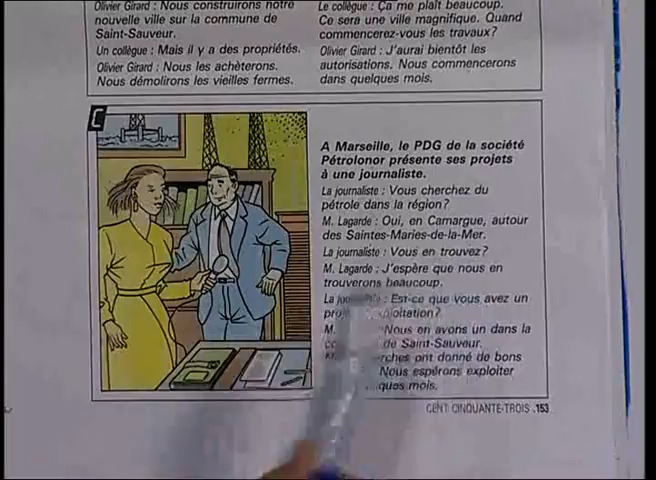 Olivier Girard : Nous construirons notre
nouvelle ville sur la commune de
Saint-Sauveur.
Un collègue : Mais il y a des propriétés.
Olivier Girard : Nous les achèterons.
Nous démolirons les vieilles fermes.
Le collègue : Ça me plaît beaucoup.
Ce sera une ville magnifique. Quand
commencerez-vous les travaux?
Olivier Girard : J'aurai bientôt les
autorisations. Nous commencerons
dans quelques mois.
C
A Marseille, le PDG de la société
Pétrolonor présente ses projets
à une journaliste.
La journaliste : Vous cherchez du
pétrole dans la région?
M. Lagarde : Oui, en Camargue, autour
des Saintes-Maries-de-la-Mer.
La journaliste : Vous en trouvez?
M. Lagarde : J'espère que nous en
trouverons beaucoup.
La : Est-ce que vous avez un
M. Nous en avons un dans la
de Saint-Sauveur.
ont donné de bons
Nous espérons exploiter
mois.
CENT CINQUANTE-TROIS .153